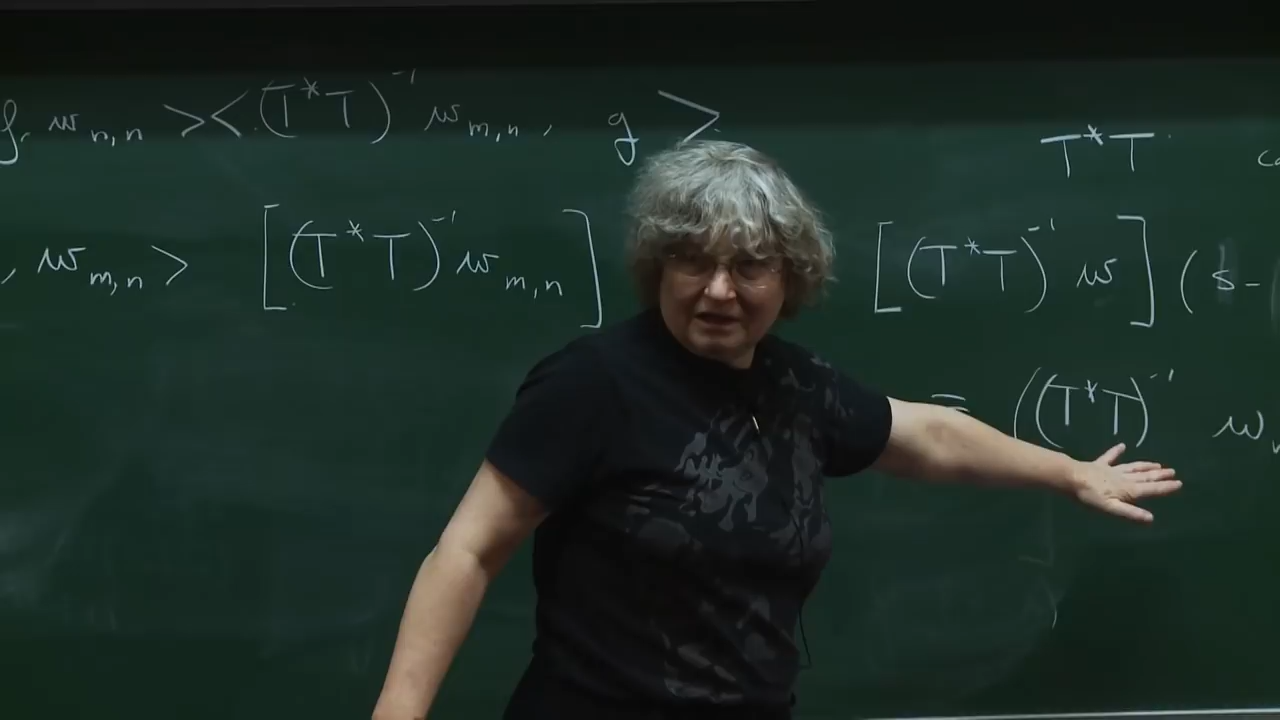 f, w_{n,n} > < (T*T)^{-1} w_{m,n}, g >
, w_{m,n} > [(T*T)^{-1} w_{m,n}]
T*T
[(T*T)^{-1} w] (s -
= ((T*T)^{-1} w